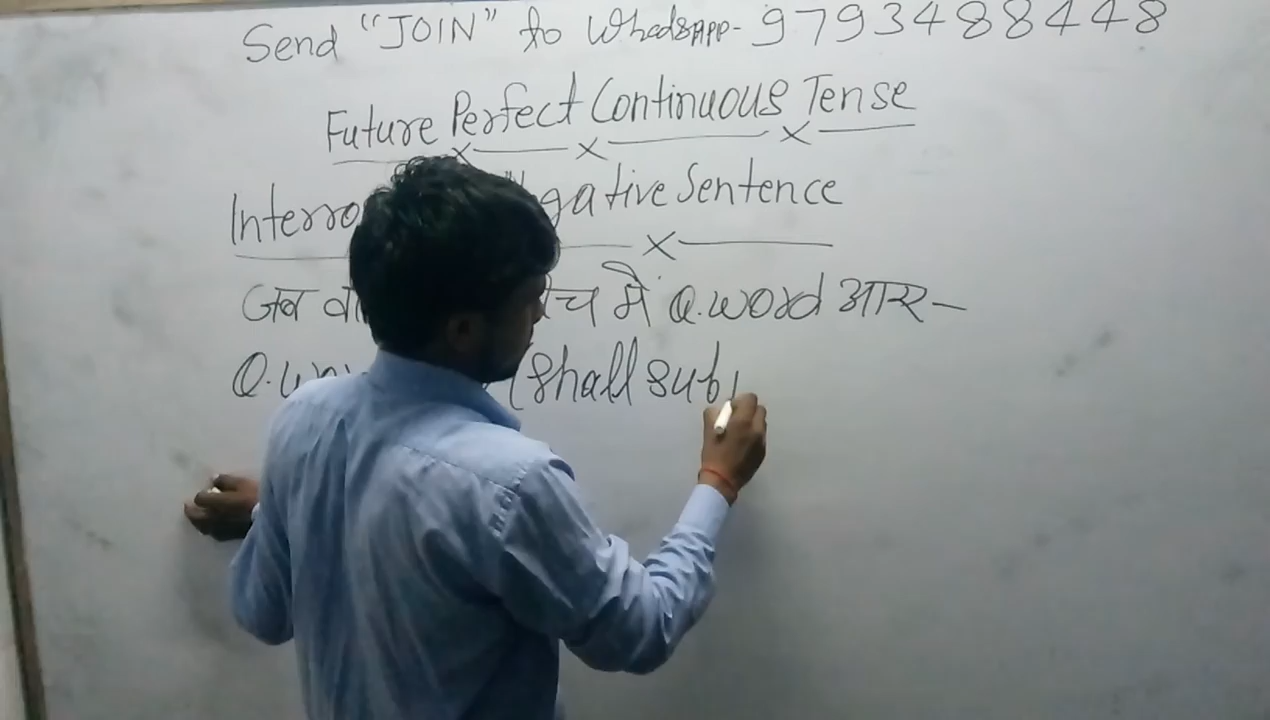 Send "JOIN" to WhatsApp- 9793488448
Future Perfect Continuous Tense
Interro gative Sentence
जब में Q.word आए-
(Shall sub